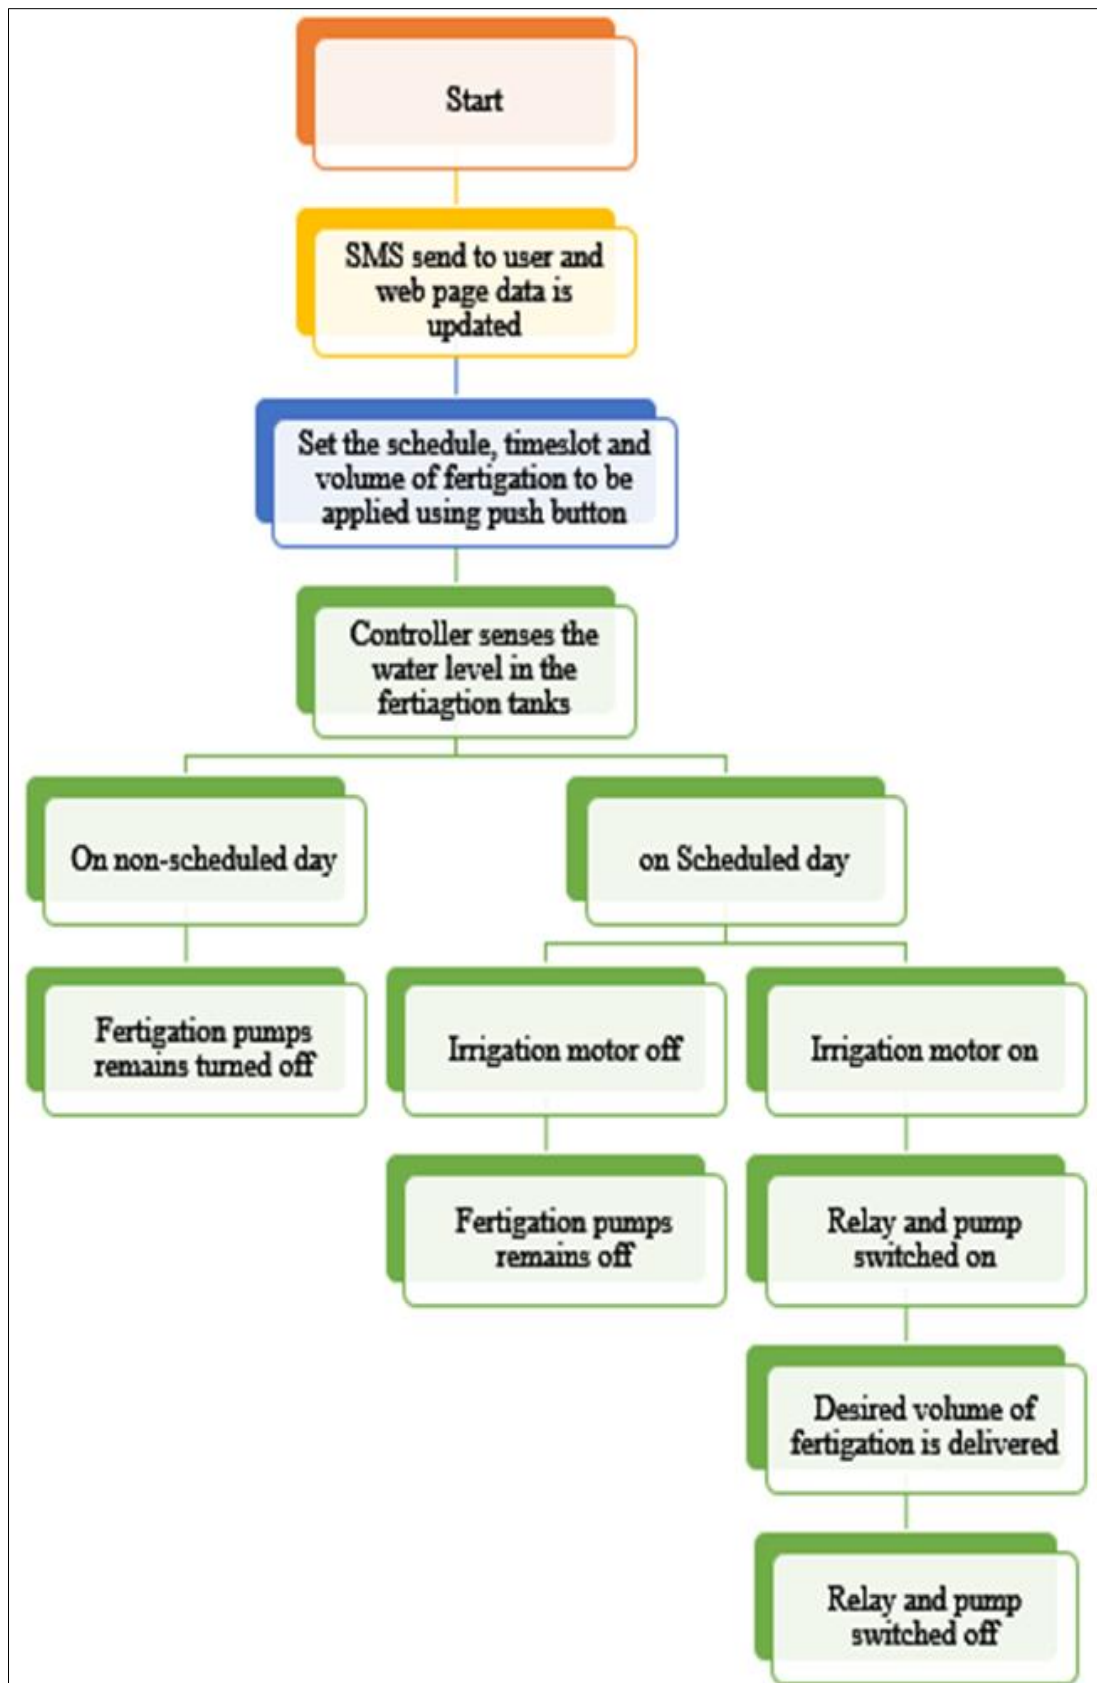 Start
SMS send to user and
web page data is
updated
Set the schedule, timeslot and
volume of fertigation to be
applied using push button
Controller senses the
water level in the
fertiagtion tanks
On non-scheduled day
on Scheduled day
Fertigation pumps
remains turned off
Irrigation motor off
Irrigation motor on
Fertigation pumps
remains off
Relay and pump
switched on
Desired volume of
fertigation is delivered
Relay and pump
switched off